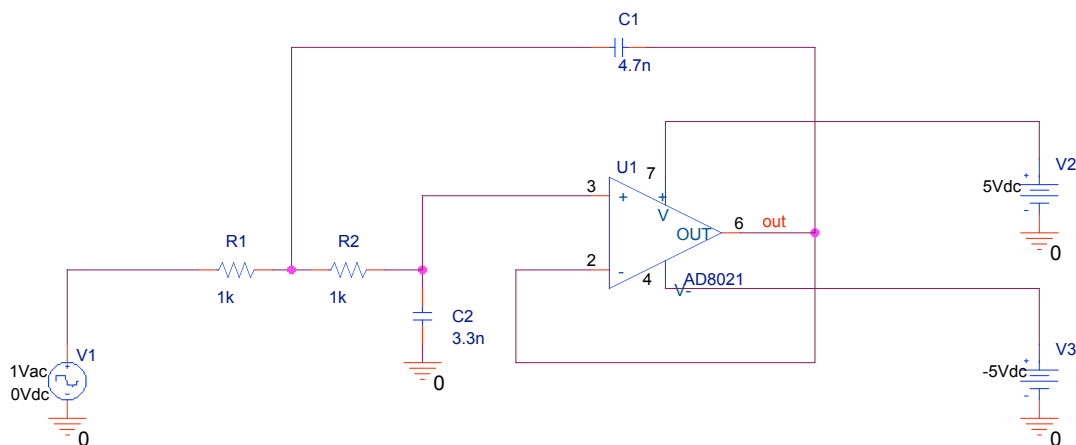 C1
4.7n
U1
7
V2
3
+
+
V
5Vdc
+
-
R1
R2
OUT
6
out
0
2
-
4
AD8021
V-
1k
1k
C2
3.3n
V1
V3
1Vac
0Vdc
+
-
0
-5Vdc
+
-
0
0